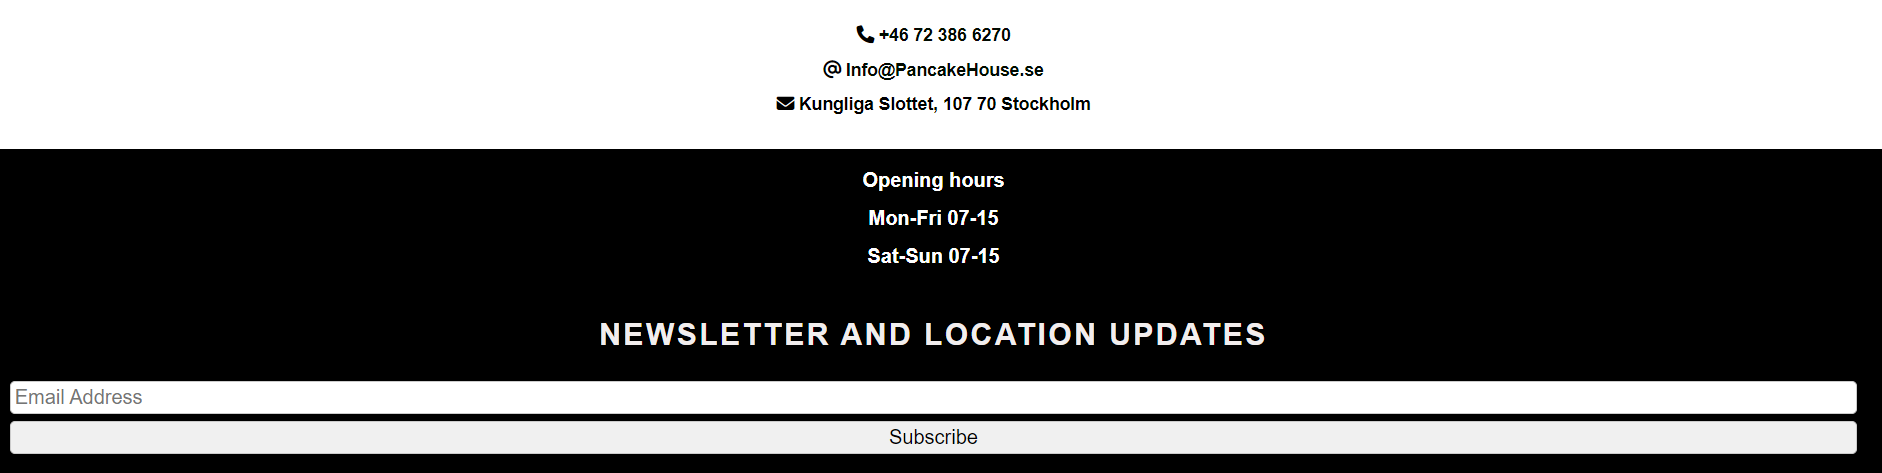 +46 72 386 6270
Info@PancakeHouse.se
Kungliga Slottet, 107 70 Stockholm
Opening hours
Mon-Fri 07-15
Sat-Sun 07-15
NEWSLETTER AND LOCATION UPDATES
Email Address
Subscribe